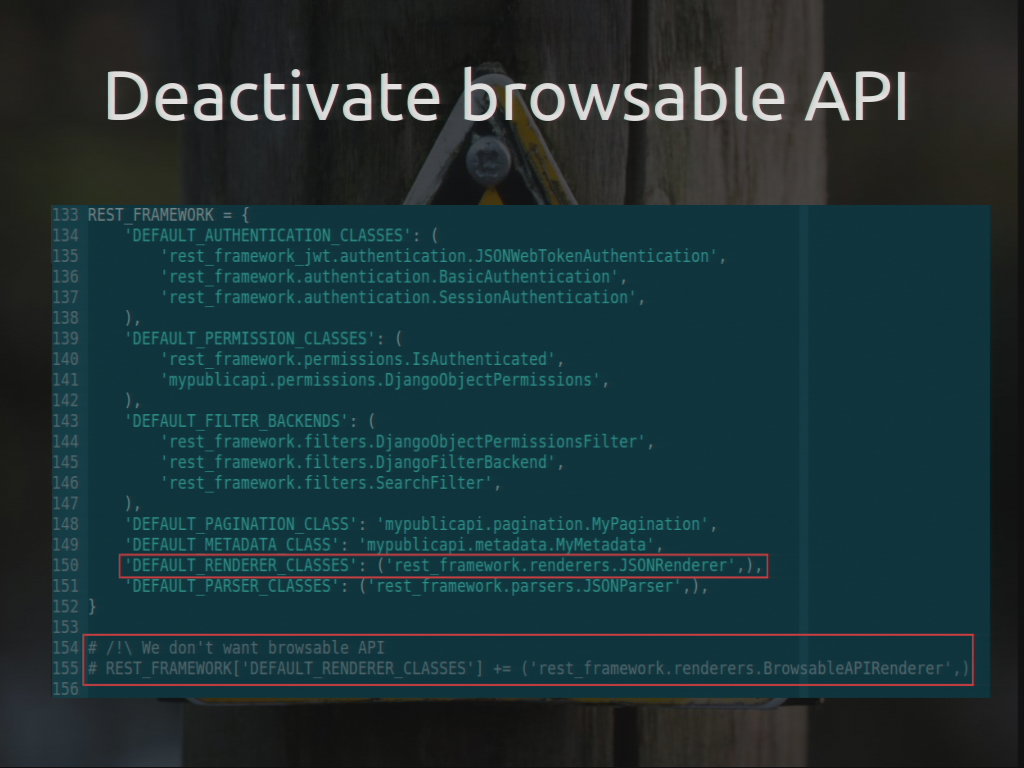 Deactivate browsable API
133 REST_FRAMEWORK = {
134     'DEFAULT_AUTHENTICATION_CLASSES': (
135         'rest_framework_jwt.authentication.JSONWebTokenAuthentication',
136         'rest_framework.authentication.BasicAuthentication',
137         'rest_framework.authentication.SessionAuthentication',
138     ),
139     'DEFAULT_PERMISSION_CLASSES': (
140         'rest_framework.permissions.IsAuthenticated',
141         'mypublicapi.permissions.DjangoObjectPermissions',
142     ),
143     'DEFAULT_FILTER_BACKENDS': (
144         'rest_framework.filters.DjangoObjectPermissionsFilter',
145         'rest_framework.filters.DjangoFilterBackend',
146         'rest_framework.filters.SearchFilter',
147     ),
148     'DEFAULT_PAGINATION_CLASS': 'mypublicapi.pagination.MyPagination',
149     'DEFAULT_METADATA_CLASS': 'mypublicapi.metadata.MyMetadata',
150     'DEFAULT_RENDERER_CLASSES': ('rest_framework.renderers.JSONRenderer',),
151     'DEFAULT_PARSER_CLASSES': ('rest_framework.parsers.JSONParser',),
152 }
153
154 # /!\ We don't want browsable API
155 # REST_FRAMEWORK['DEFAULT_RENDERER_CLASSES'] += ('rest_framework.renderers.BrowsableAPIRenderer',)
156